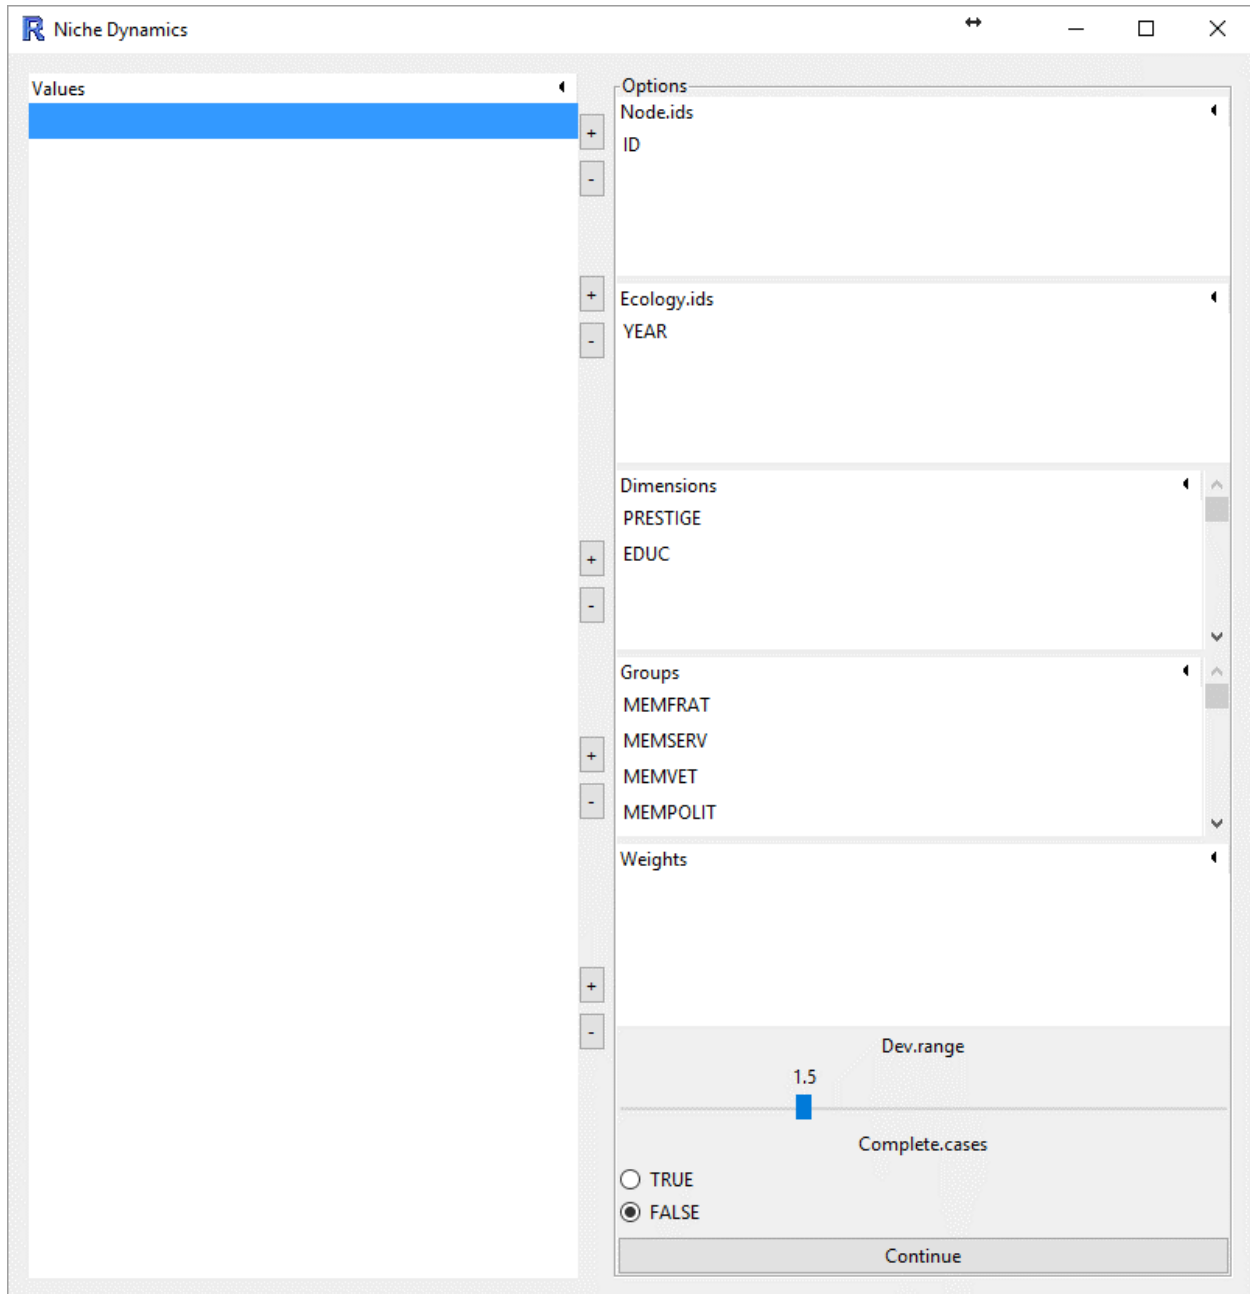 Niche Dynamics
Values
+
-
+
-
+
-
+
-
+
-
Options
Node.ids
ID
Ecology.ids
YEAR
Dimensions
PRESTIGE
EDUC
Groups
MEMFRAT
MEMSERV
MEMVET
MEMPOLIT
Weights
Dev.range
1.5
Complete.cases
TRUE
FALSE
Continue